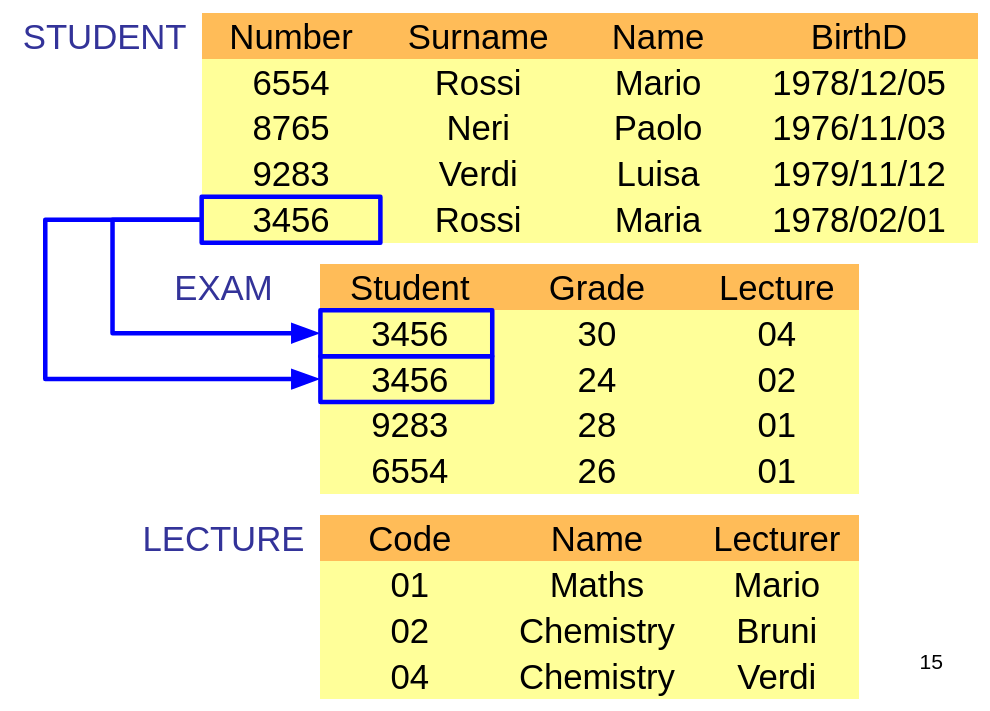 STUDENT Number Surname Name BirthD
6554 Rossi Mario 1978/12/05
8765 Neri Paolo 1976/11/03
9283 Verdi Luisa 1979/11/12
3456 Rossi Maria 1978/02/01
EXAM Student Grade Lecture
3456 30 04
3456 24 02
9283 28 01
6554 26 01
LECTURE Code Name Lecturer
01 Maths Mario
02 Chemistry Bruni
04 Chemistry Verdi
15